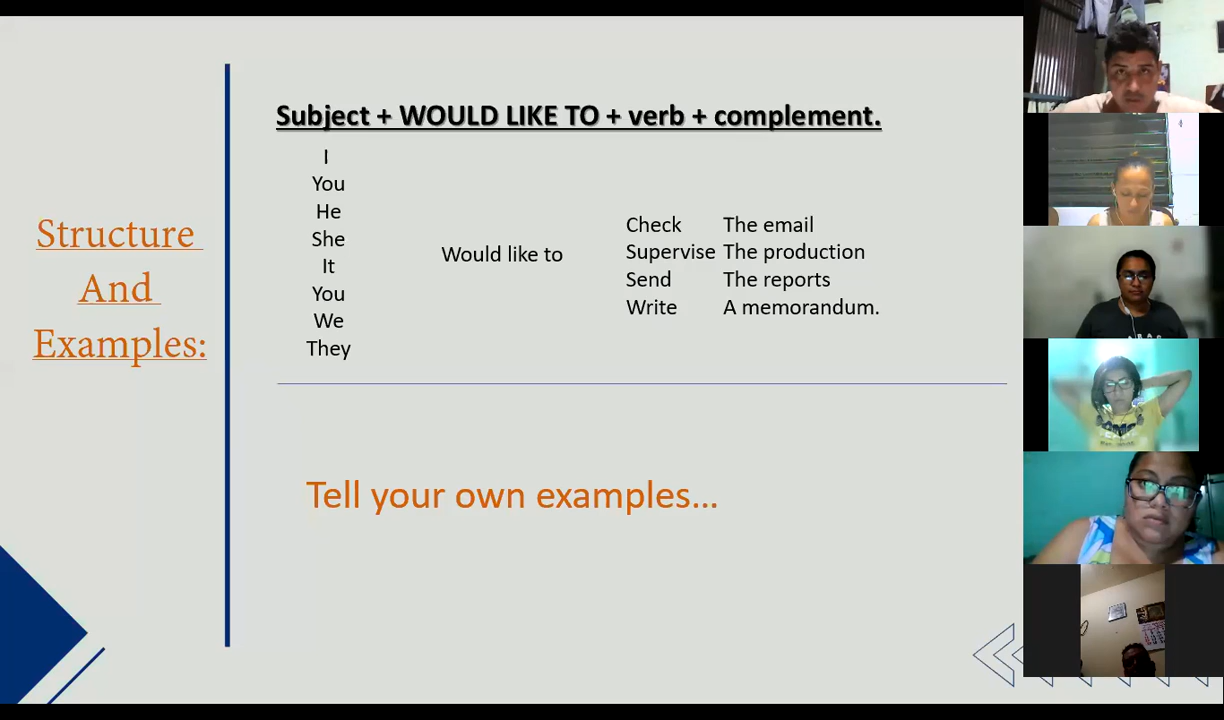 Structure
And
Examples:
Subject + WOULD LIKE TO + verb + complement.
I
You
He
She
It
You
We
They
Would like to
Check The email
Supervise The production
Send The reports
Write A memorandum.
Tell your own examples...